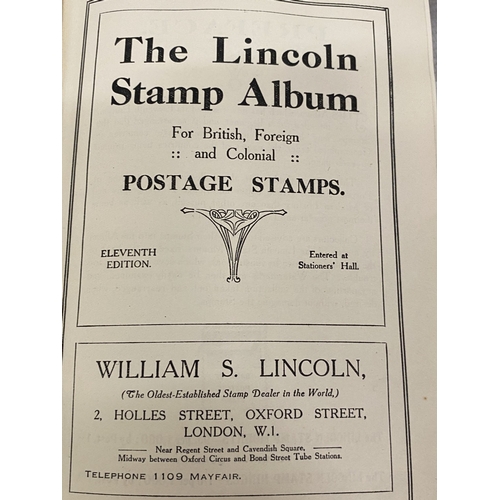 The Lincoln
Stamp Album
For British, Foreign
:: and Colonial ::
POSTAGE STAMPS.
ELEVENTH
EDITION.
Entered at
Stationers' Hall.
WILLIAM S. LINCOLN,
(The Oldest-Established Stamp Dealer in the World,)
2, HOLLES STREET, OXFORD STREET,
LONDON, W.1.
Near Regent Street and Cavendish Square.
Midway between Oxford Circus and Bond Street Tube Stations.
TELEPHONE 1109 MAYFAIR.